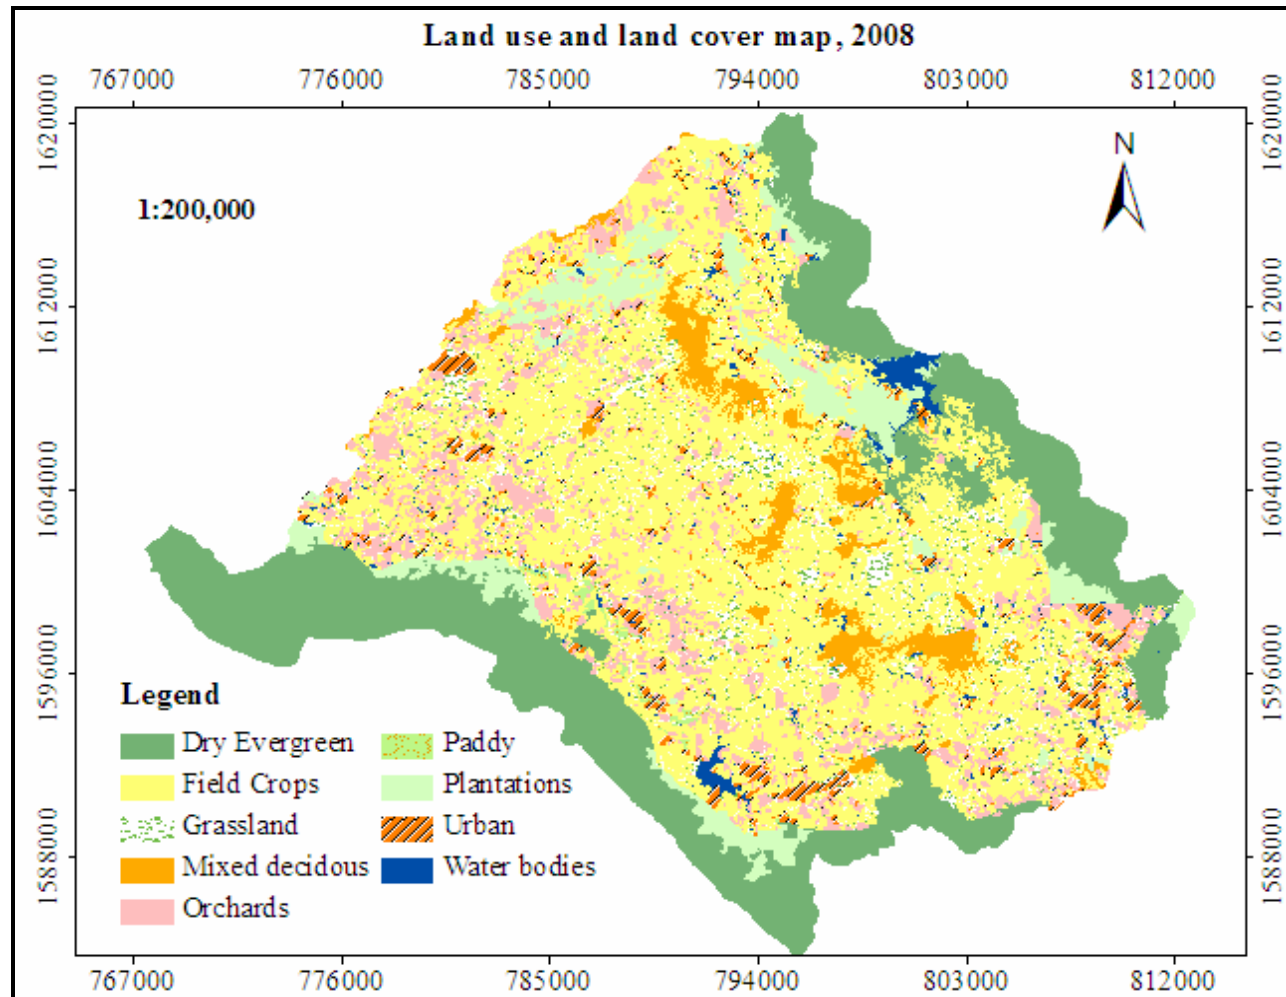 Land use and land cover map, 2008
767000 776000 785000 794000 803000 812000
1620000
1620000
N
1:200,000
1612000
1612000
1604000
1604000
1596000
1596000
Legend
Dry Evergreen
Paddy
Field Crops
Plantations
Grassland
Urban
Mixed decidous
Water bodies
Orchards
1588000
1588000
767000 776000 785000 794000 803000 812000